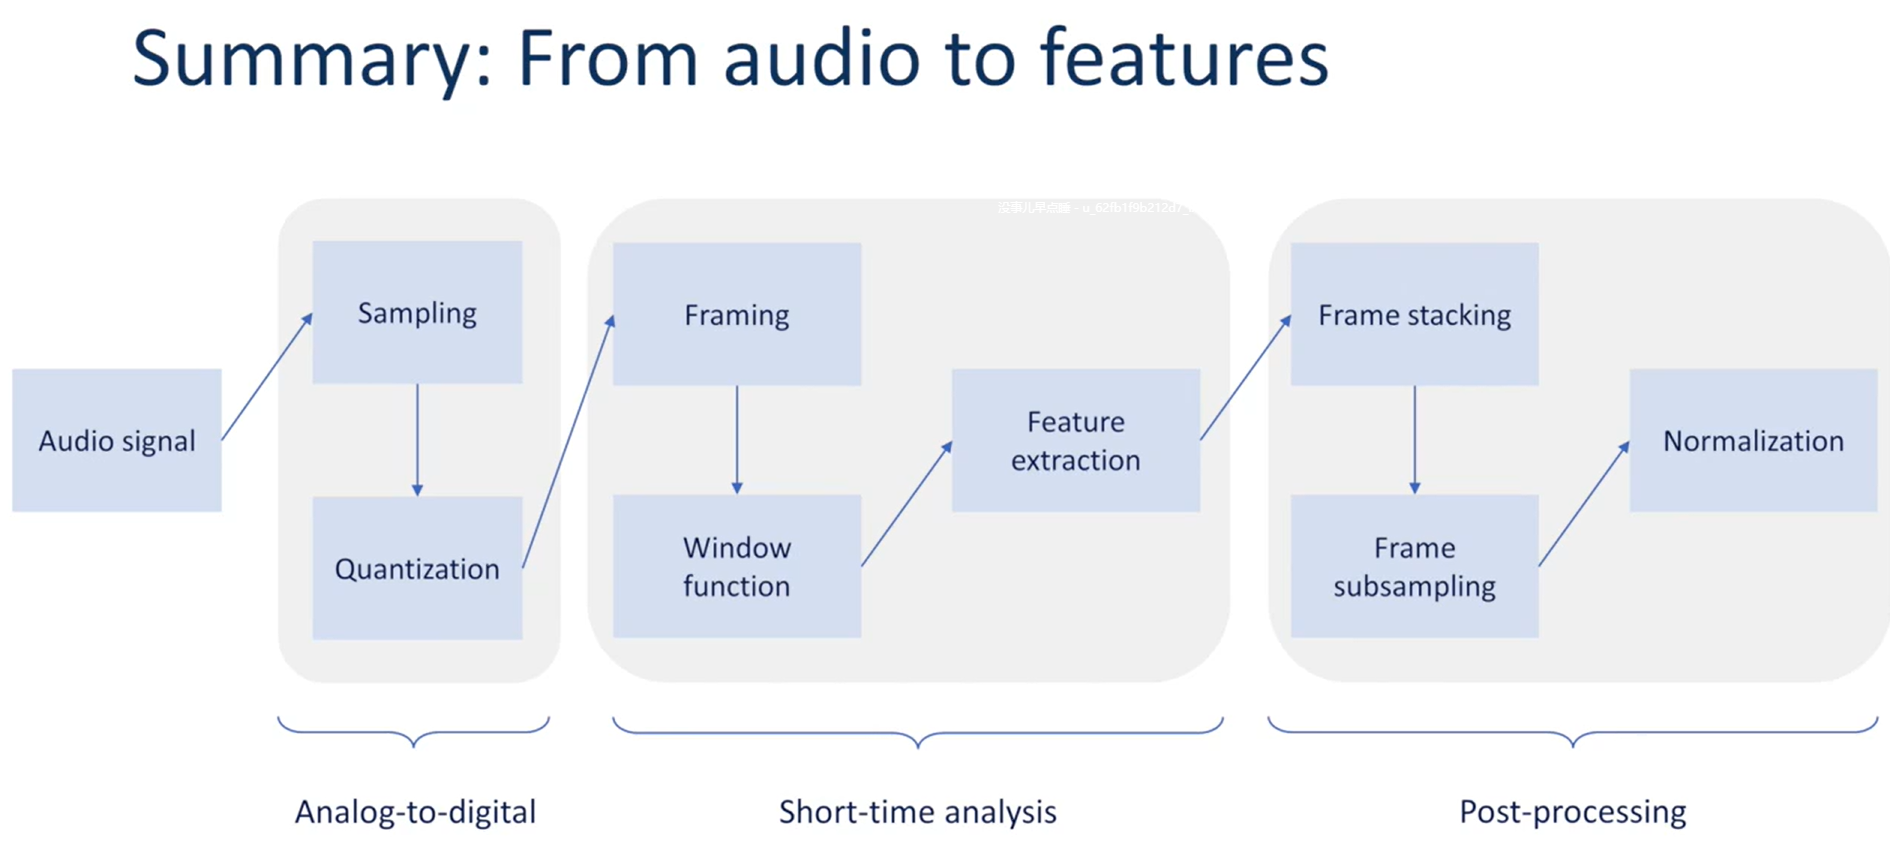 Summary: From audio to features
Audio signal
Sampling
Quantization
Framing
Window
function
Feature
extraction
Frame stacking
Frame
subsampling
Normalization
Analog-to-digital
Short-time analysis
Post-processing